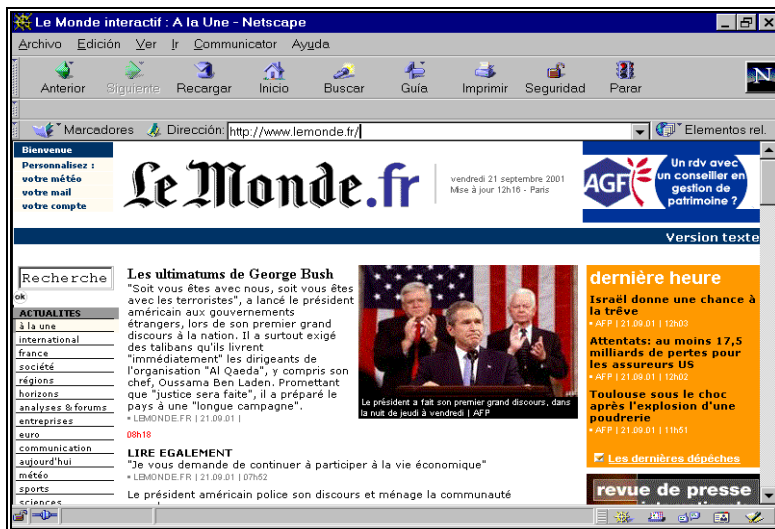 Le Monde interactif : A la Une - Netscape
Archivo Edición Ver Ir Communicator Ayuda
Anterior Siguiente Recargar Inicio Buscar Guía Imprimir Seguridad Parar
N
Marcadores Dirección: http://www.lemonde.fr/ Elementos rel.
Bienvenue
Personnalisez :
votre météo
votre mail
votre compte
Le Monde.fr
vendredi 21 septembre 2001
Mise à jour 12h16 - Paris
AGF
Un rdv avec
un conseiller en
gestion de
patrimoine ?
Version texte
Recherche
ok
ACTUALITES
à la une
international
france
société
régions
horizons
analyses & forums
entreprises
euro
communication
aujourd'hui
météo
sports
sciences
Les ultimatums de George Bush
"Soit vous êtes avec nous, soit vous êtes
avec les terroristes", a lancé le président
américain aux gouvernements
étrangers, lors de son premier grand
discours à la nation. Il a surtout exigé
des talibans qu'ils livrent
"immédiatement" les dirigeants de
l'organisation "Al Qaeda", y compris son
chef, Oussama Ben Laden. Promettant
que "justice sera faite", il a préparé le
pays à une "longue campagne".
• LEMONDE.FR | 21.09.01 |
08h18
Le président a fait son premier grand discours, dans
la nuit de jeudi à vendredi | AFP
LIRE EGALEMENT
"Je vous demande de continuer à participer à la vie économique"
• LEMONDE.FR | 21.09.01 | 07h52
Le président américain police son discours et ménage la communauté
dernière heure
Israël donne une chance à
la trêve
• AFP | 21.09.01 | 12h03
Attentats: au moins 17,5
milliards de pertes pour
les assureurs US
• AFP | 21.09.01 | 12h02
Toulouse sous le choc
après l'explosion d'une
poudrerie
• AFP | 21.09.01 | 11h51
Les dernières dépêches
revue de presse